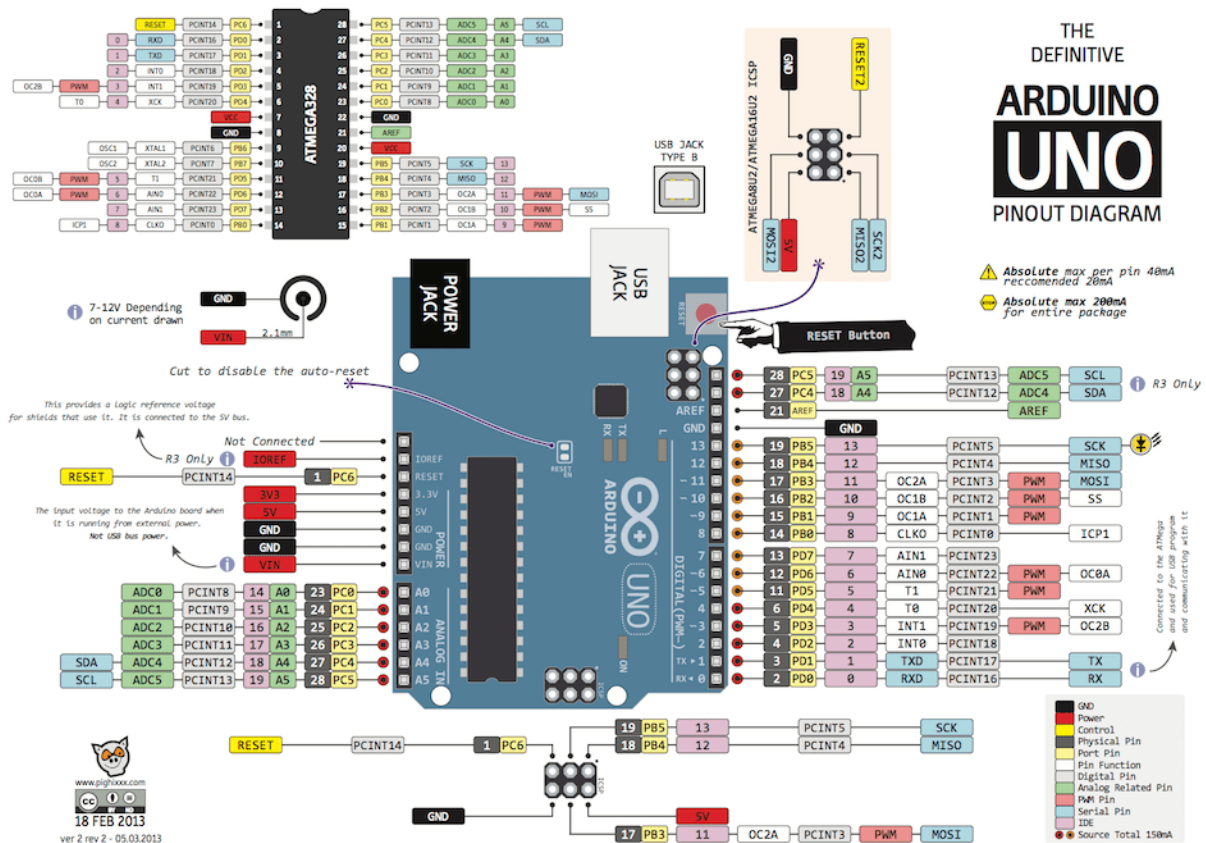 THE
DEFINITIVE
ARDUINO
UNO
PINOUT DIAGRAM
Absolute max per pin 40mA
reccomended 20mA
Absolute max 200mA
for entire package
ATMEGA328
RESET PCINT14 PC6 1
0 RXD PCINT16 PD0 2
1 TXD PCINT17 PD1 3
2 INT0 PCINT18 PD2 4
OC2B PWM 3 INT1 PCINT19 PD3 5
T0 4 XCK PCINT20 PD4 6
VCC 7
GND 8
OSC1 XTAL1 PCINT6 PB6 9
OSC2 XTAL2 PCINT7 PB7 10
OC0B PWM 5 T1 PCINT21 PD5 11
OC0A PWM 6 AIN0 PCINT22 PD6 12
7 AIN1 PCINT23 PD7 13
ICP1 8 CLKO PCINT0 PB0 14
28 PC5 PCINT13 ADC5 A5 SCL
27 PC4 PCINT12 ADC4 A4 SDA
26 PC3 PCINT11 ADC3 A3
25 PC2 PCINT10 ADC2 A2
24 PC1 PCINT9 ADC1 A1
23 PC0 PCINT8 ADC0 A0
22 GND
21 AREF
20 VCC
19 PB5 PCINT5 SCK 13
18 PB4 PCINT4 MISO 12
17 PB3 PCINT3 OC2A 11 PWM MOSI
16 PB2 PCINT2 OC1B 10 PWM SS
15 PB1 PCINT1 OC1A 9 PWM
USB JACK
TYPE B
ATMEGA8U2/ATMEGA16U2 ICSP
GND
RESET2
MOSI2
5V
MISO2
SCK2
7-12V Depending
on current drawn
GND
VIN
2.1mm
POWER
JACK
USB
JACK
RESET
RESET Button
Cut to disable the auto-reset
This provides a Logic reference voltage
for shields that use it. It is connected to the 5V bus.
Not Connected
R3 Only
IOREF
RESET PCINT14 1 PC6
3V3
5V
GND
GND
VIN
The input voltage to the Arduino board when
it is running from external power.
Not USB bus power.
ADC0 PCINT8 14 A0 23 PC0
ADC1 PCINT9 15 A1 24 PC1
ADC2 PCINT10 16 A2 25 PC2
ADC3 PCINT11 17 A3 26 PC3
SDA ADC4 PCINT12 18 A4 27 PC4
SCL ADC5 PCINT13 19 A5 28 PC5
IOREF
RESET
3.3V
5V
GND
GND
VIN
POWER
A0
A1
A2
A3
A4
A5
ANALOG IN
RESET
EN
RX
TX
L
ARDUINO
UNO
ON
ICSP
DIGITAL(PWM~)
AREF
GND
13
12
~11
~10
~9
8
7
~6
~5
4
~3
2
TX 1
RX 0
28 PC5 19 A5 PCINT13 ADC5 SCL
27 PC4 18 A4 PCINT12 ADC4 SDA
R3 Only
21 AREF AREF
GND
19 PB5 13 PCINT5 SCK
18 PB4 12 PCINT4 MISO
17 PB3 11 OC2A PCINT3 PWM MOSI
16 PB2 10 OC1B PCINT2 PWM SS
15 PB1 9 OC1A PCINT1 PWM
14 PB0 8 CLKO PCINT0 ICP1
13 PD7 7 AIN1 PCINT23
12 PD6 6 AIN0 PCINT22 PWM OC0A
11 PD5 5 T1 PCINT21 PWM
6 PD4 4 T0 PCINT20 XCK
5 PD3 3 INT1 PCINT19 PWM OC2B
4 PD2 2 INT0 PCINT18
3 PD1 1 TXD PCINT17 TX
2 PD0 0 RXD PCINT16 RX
Connected to the ATMega
and used for USB program
and communicating with it
19 PB5 13 PCINT5 SCK
18 PB4 12 PCINT4 MISO
RESET PCINT14 1 PC6
ICSP
GND
5V
17 PB3 11 OC2A PCINT3 PWM MOSI
GND
Power
Control
Physical Pin
Port Pin
Pin Function
Digital Pin
Analog Related Pin
PWM Pin
Serial Pin
IDE
Source Total 150mA
www.pighixxx.com
cc
BY ND
18 FEB 2013
ver 2 rev 2 - 05.03.2013